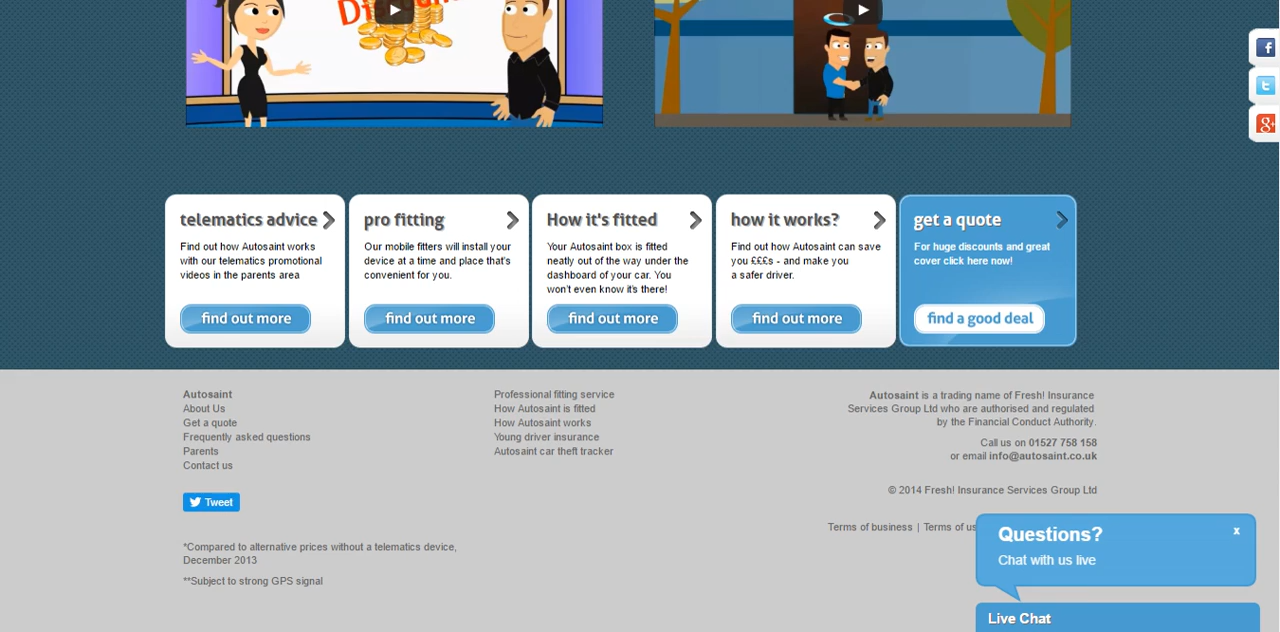 telematics advice
Find out how Autosaint works
with our telematics promotional
videos in the parents area
find out more
pro fitting
Our mobile fitters will install your
device at a time and place that's
convenient for you.
find out more
How it's fitted
Your Autosaint box is fitted
neatly out of the way under the
dashboard of your car. You
won't even know it's there!
find out more
how it works?
Find out how Autosaint can save
you £££s - and make you
a safer driver.
find out more
get a quote
For huge discounts and great
cover click here now!
find a good deal
Autosaint
About Us
Get a quote
Frequently asked questions
Parents
Contact us
Tweet
*Compared to alternative prices without a telematics device,
December 2013
**Subject to strong GPS signal
Professional fitting service
How Autosaint is fitted
How Autosaint works
Young driver insurance
Autosaint car theft tracker
Autosaint is a trading name of Fresh! Insurance
Services Group Ltd who are authorised and regulated
by the Financial Conduct Authority.
Call us on 01527 758 158
or email info@autosaint.co.uk
© 2014 Fresh! Insurance Services Group Ltd
Terms of business | Terms of us
Questions?
x
Chat with us live
Live Chat